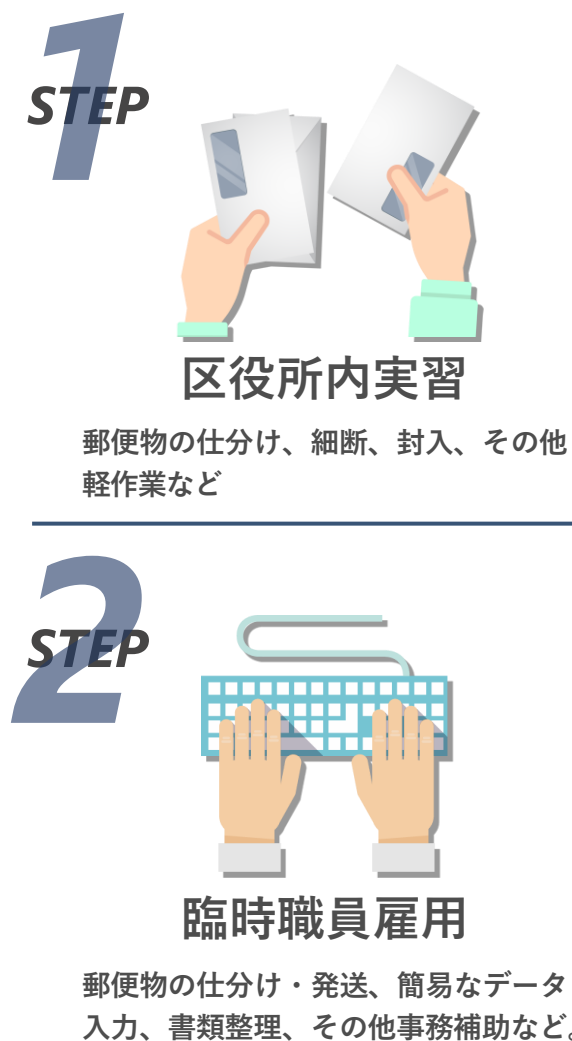 1
STEP
区役所内実習
郵便物の仕分け、細断、封入、その他
軽作業など
2
STEP
臨時職員雇用
郵便物の仕分け・発送、簡易なデータ
入力、書類整理、その他事務補助など。